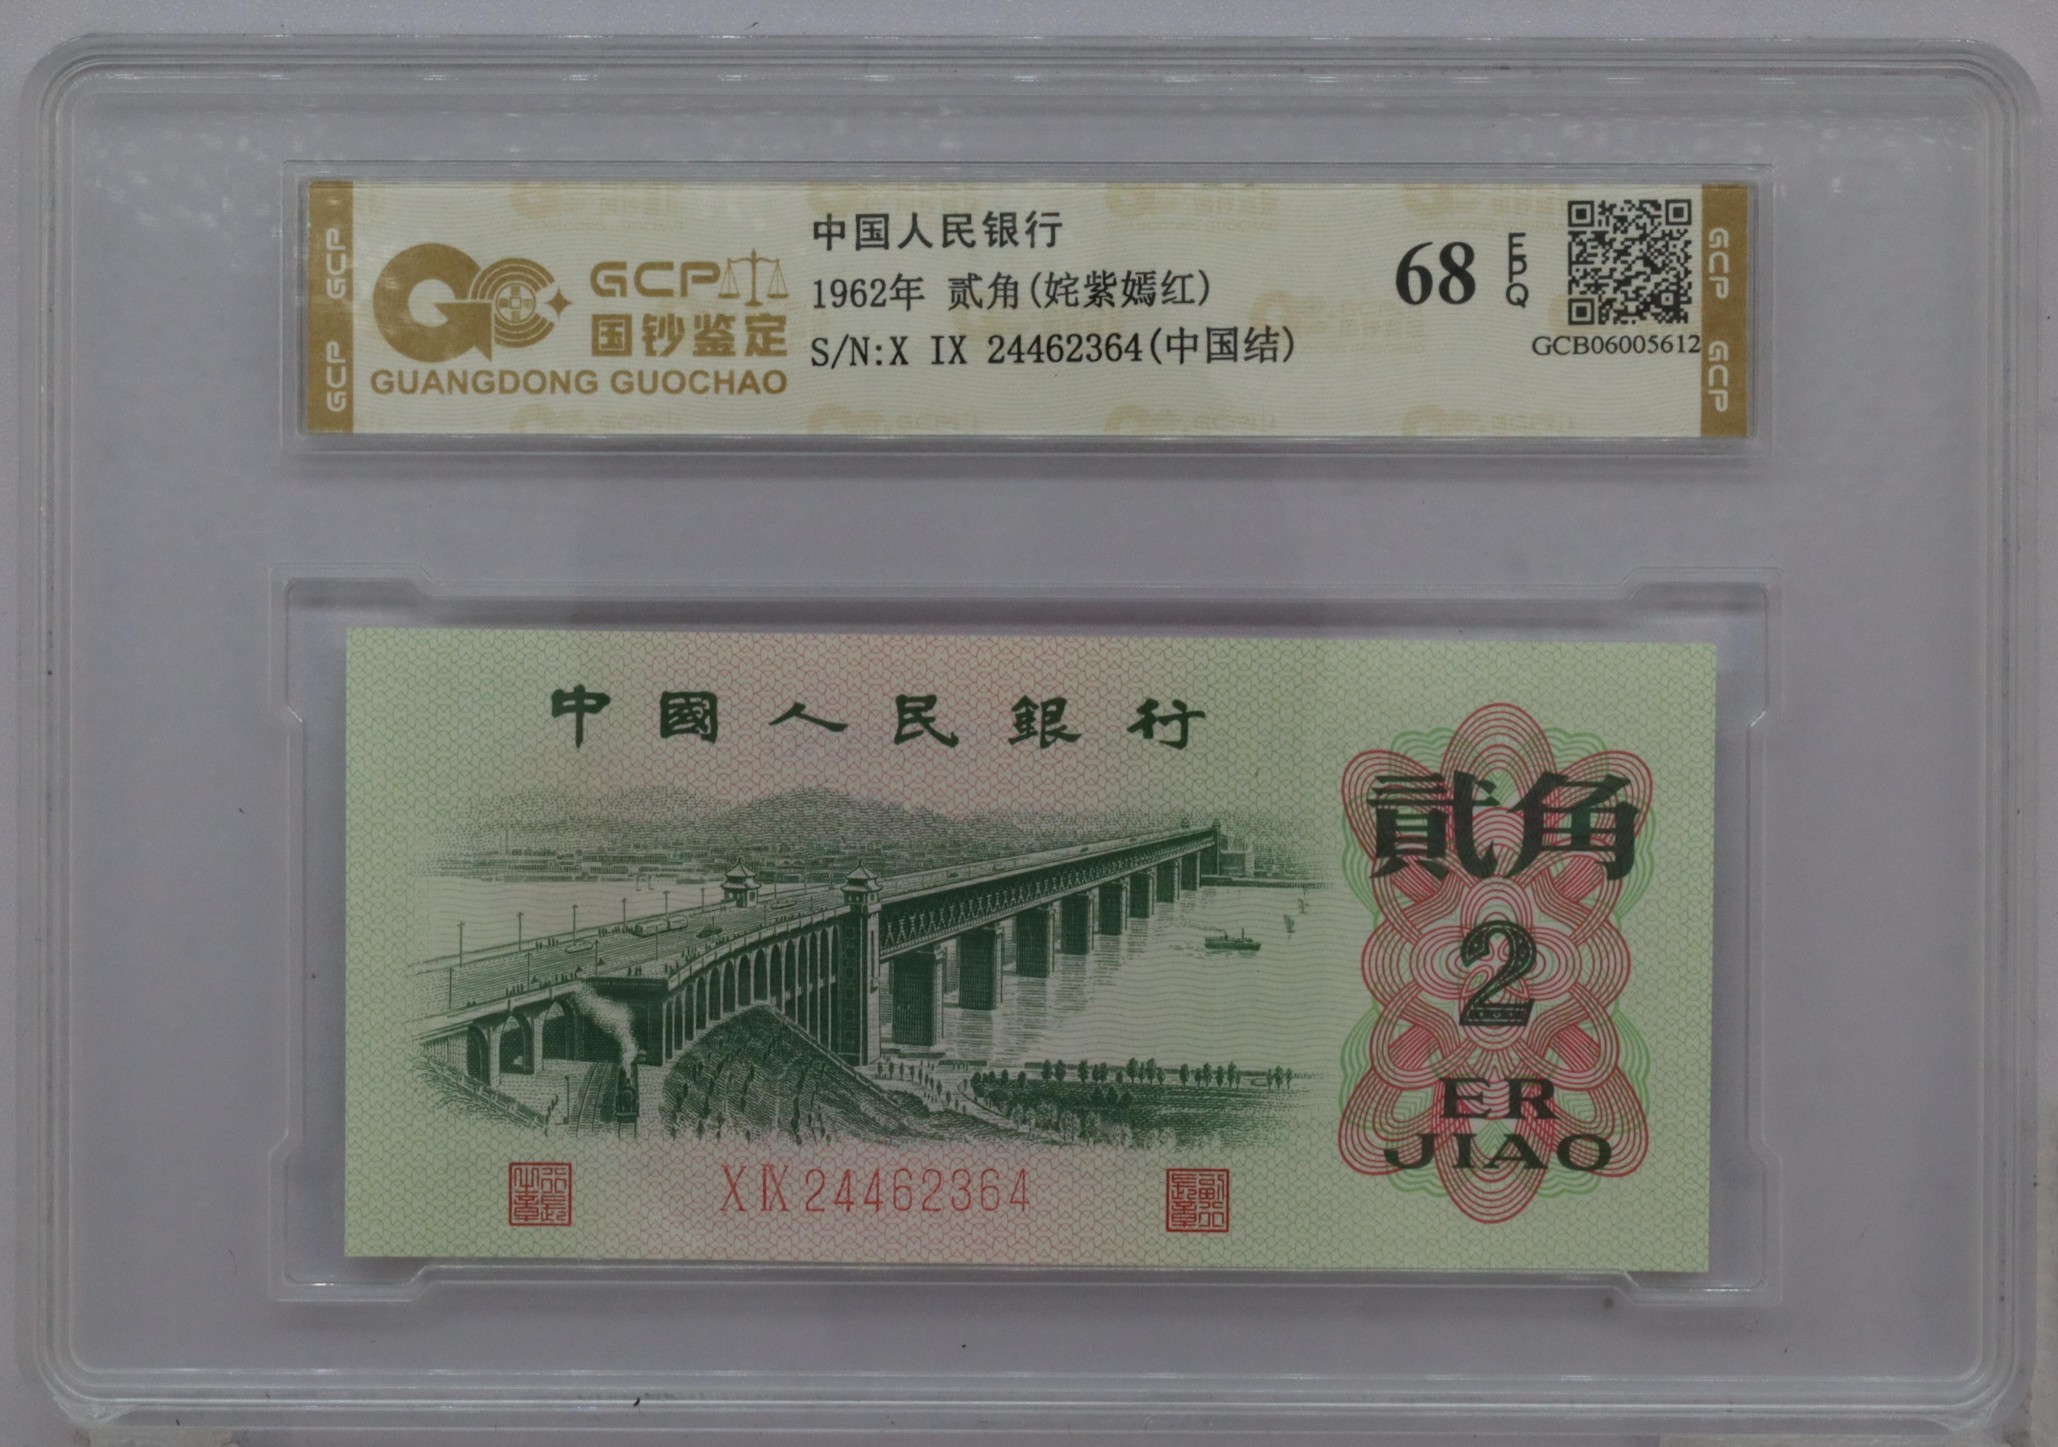 GCP
GCP
GCP
国钞鉴定
GUANGDONG GUOCHAO
中国人民银行
1962年 贰角(姹紫嫣红)
S/N:X IX 24462364(中国结)
68
EPQ
GCB06005612
GCP
GCP
中國人民銀行
貳角
2
ER
JIAO
X IX 24462364